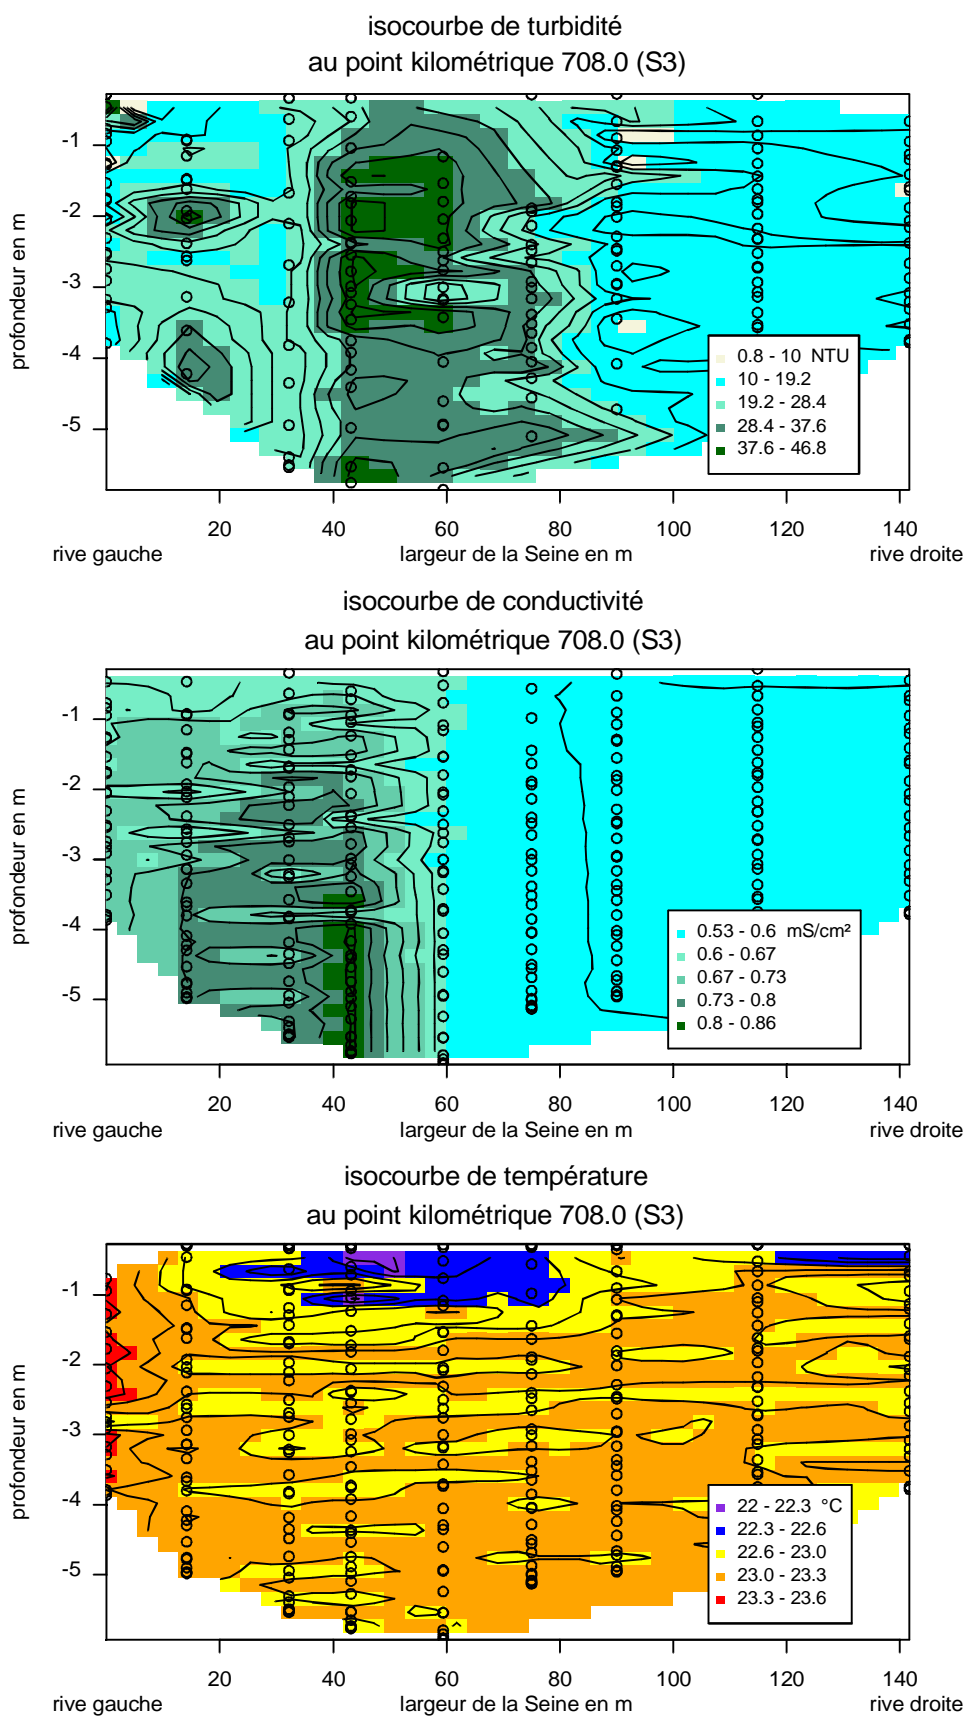 isocourbe de turbidité
au point kilométrique 708.0 (S3)
profondeur en m
-1
-2
-3
-4
-5
0.8 - 10  NTU
10 - 19.2
19.2 - 28.4
28.4 - 37.6
37.6 - 46.8
20 40 60 80 100 120 140
rive gauche largeur de la Seine en m rive droite
isocourbe de conductivité
au point kilométrique 708.0 (S3)
profondeur en m
-1
-2
-3
-4
-5
0.53 - 0.6  mS/cm²
0.6 - 0.67
0.67 - 0.73
0.73 - 0.8
0.8 - 0.86
20 40 60 80 100 120 140
rive gauche largeur de la Seine en m rive droite
isocourbe de température
au point kilométrique 708.0 (S3)
profondeur en m
-1
-2
-3
-4
-5
22 - 22.3  °C
22.3 - 22.6
22.6 - 23.0
23.0 - 23.3
23.3 - 23.6
20 40 60 80 100 120 140
rive gauche largeur de la Seine en m rive droite